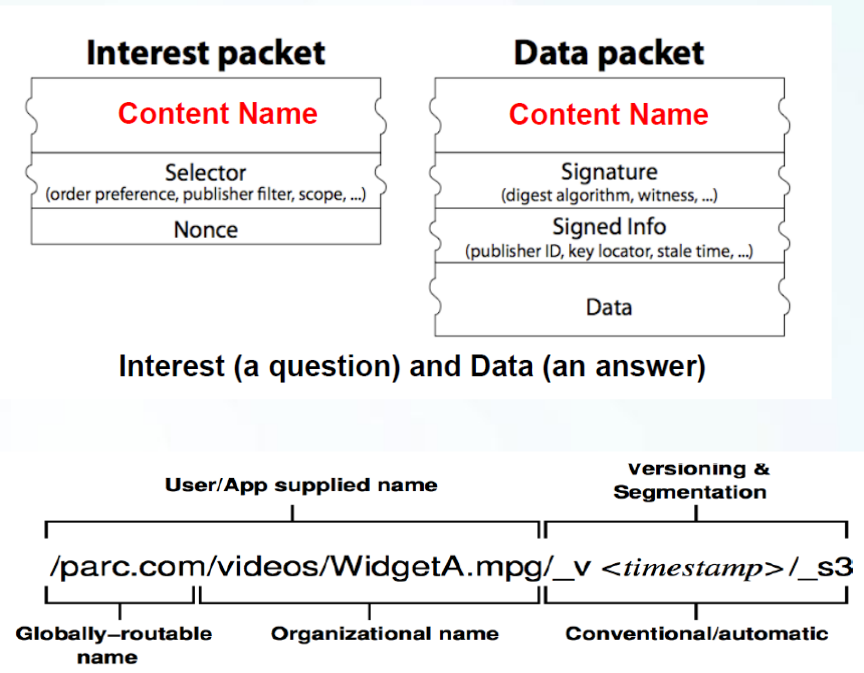 Interest packet
Content Name
Selector
(order preference, publisher filter, scope, ...)
Nonce
Data packet
Content Name
Signature
(digest algorithm, witness, ...)
Signed Info
(publisher ID, key locator, stale time, ...)
Data
Interest (a question) and Data (an answer)
User/App supplied name
Versioning &
Segmentation
/parc.com/videos/WidgetA.mpg/_v <timestamp>/_s3
Globally–routable
name
Organizational name
Conventional/automatic